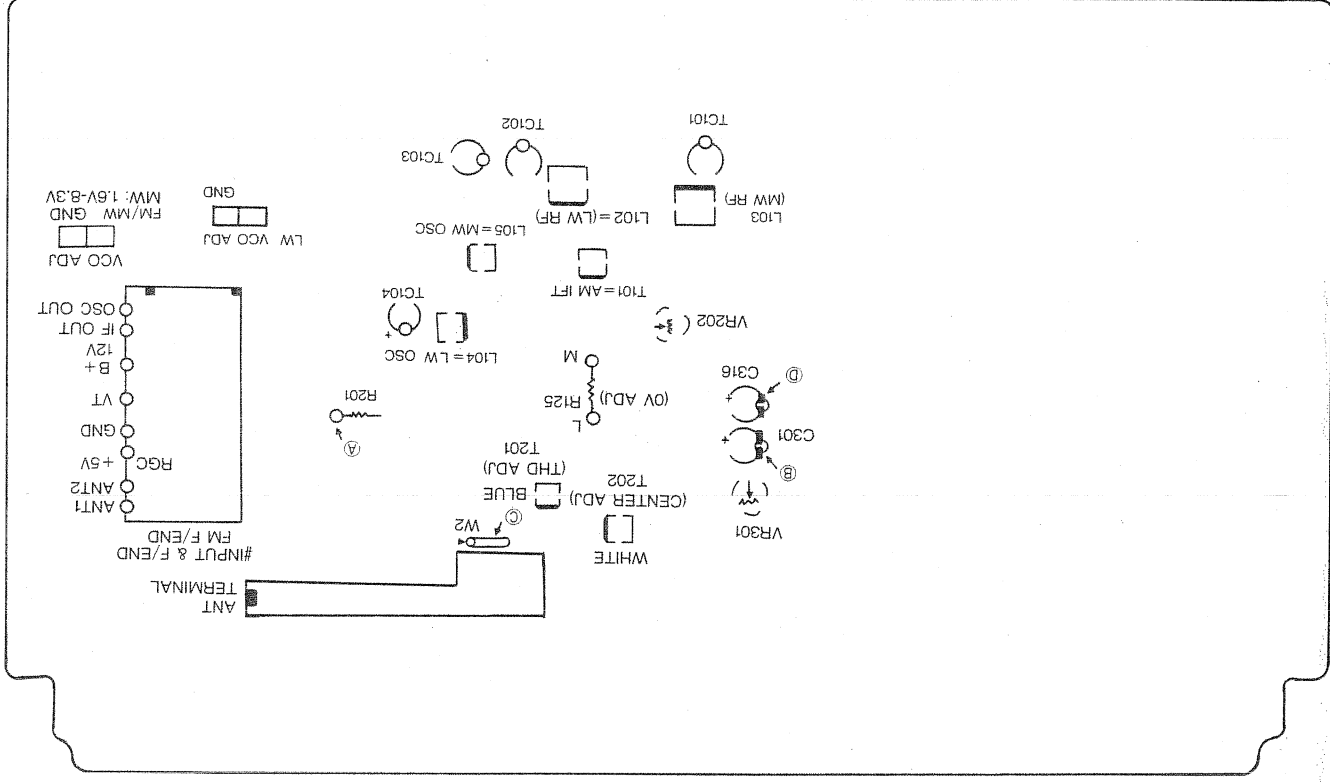 ANT
TERMINAL
#INPUT & F/END
FM F/END
WHITE
T202
(CENTER ADJ)
W2
Ⓒ
BLUE
(THD ADJ)
T201
VR301
Ⓑ
C301
+
Ⓓ
C316
+
L
R125
(0V ADJ)
M
Ⓐ
R201
ANT1
ANT2
+5V
RGC
GND
VT
B+
12V
IF OUT
OSC OUT
VR202
L104=LW OSC
+
TC104
T101=AM IFT
L105=MW OSC
VCO ADJ
FM/MW GND
MW: 1.6V-8.3V
LW VCO ADJ
GND
L103
(MW RF)
L102=(LW RF)
TC101
TC102
TC103